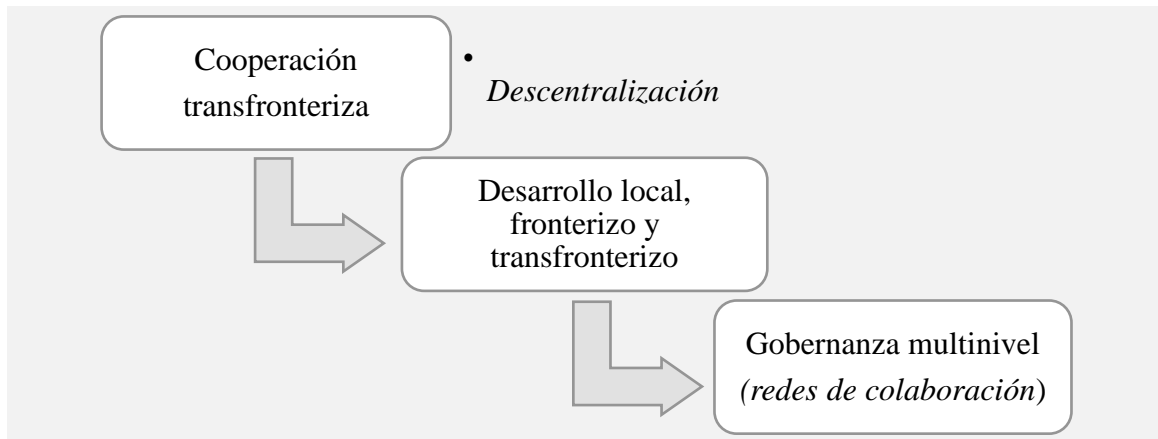 Cooperación
transfronteriza
•
Descentralización
Desarrollo local,
fronterizo y
transfronterizo
Gobernanza multinivel
(redes de colaboración)